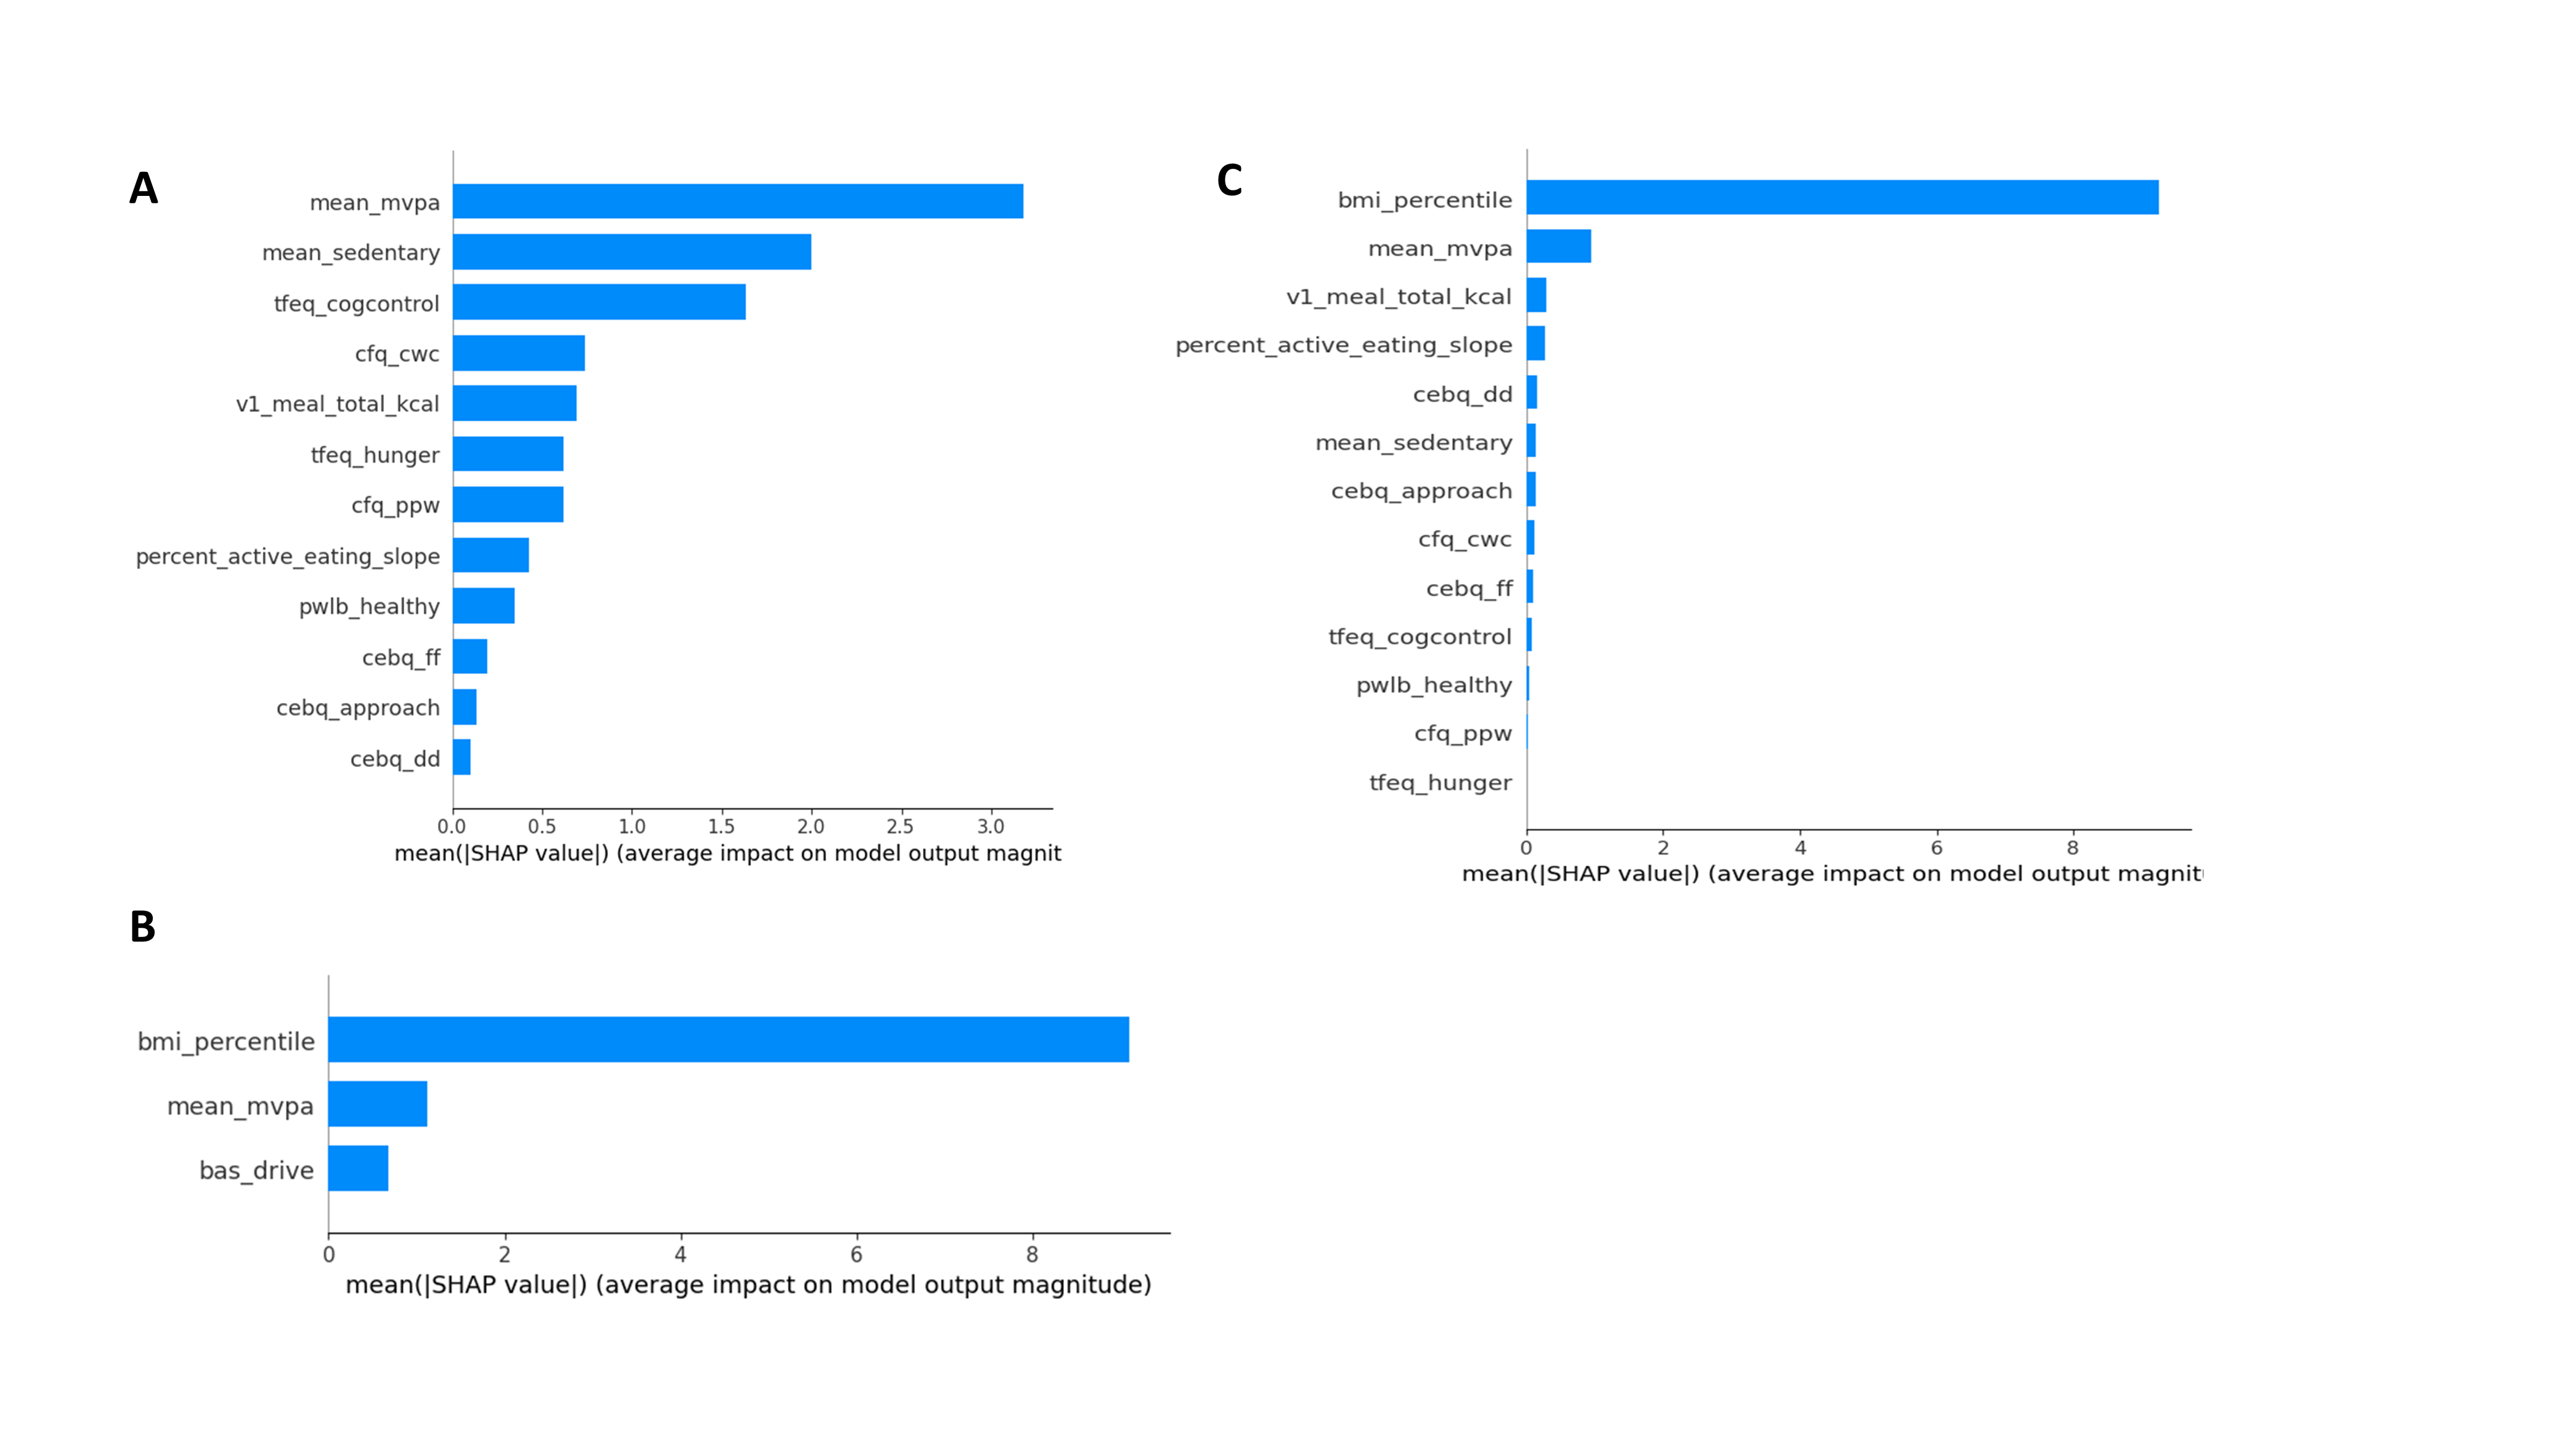 A
mean_mvpa
mean_sedentary
tfeq_cogcontrol
cfq_cwc
v1_meal_total_kcal
tfeq_hunger
cfq_ppw
percent_active_eating_slope
pwlb_healthy
cebq_ff
cebq_approach
cebq_dd
0.0 0.5 1.0 1.5 2.0 2.5 3.0
mean(|SHAP value|) (average impact on model output magnit
C
bmi_percentile
mean_mvpa
v1_meal_total_kcal
percent_active_eating_slope
cebq_dd
mean_sedentary
cebq_approach
cfq_cwc
cebq_ff
tfeq_cogcontrol
pwlb_healthy
cfq_ppw
tfeq_hunger
0 2 4 6 8
mean(|SHAP value|) (average impact on model output magnit
B
bmi_percentile
mean_mvpa
bas_drive
0 2 4 6 8
mean(|SHAP value|) (average impact on model output magnitude)